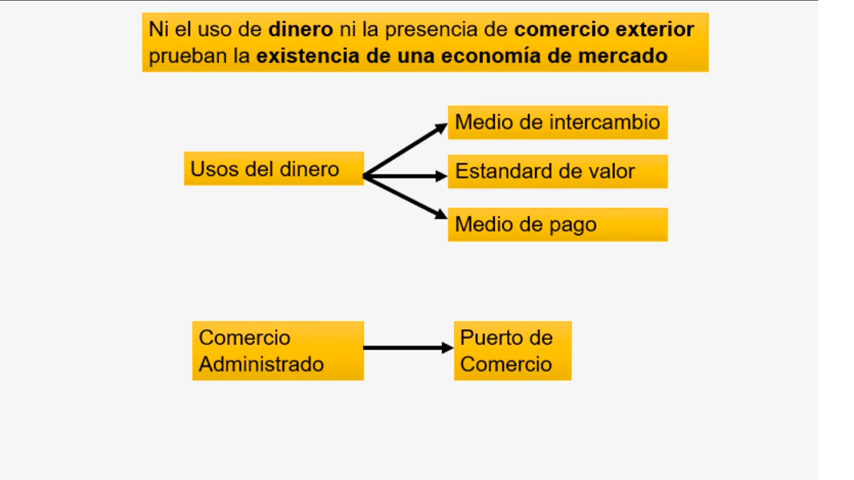 Ni el uso de dinero ni la presencia de comercio exterior
prueban la existencia de una economía de mercado
Medio de intercambio
Usos del dinero
Estandard de valor
Medio de pago
Comercio
Administrado
Puerto de
Comercio